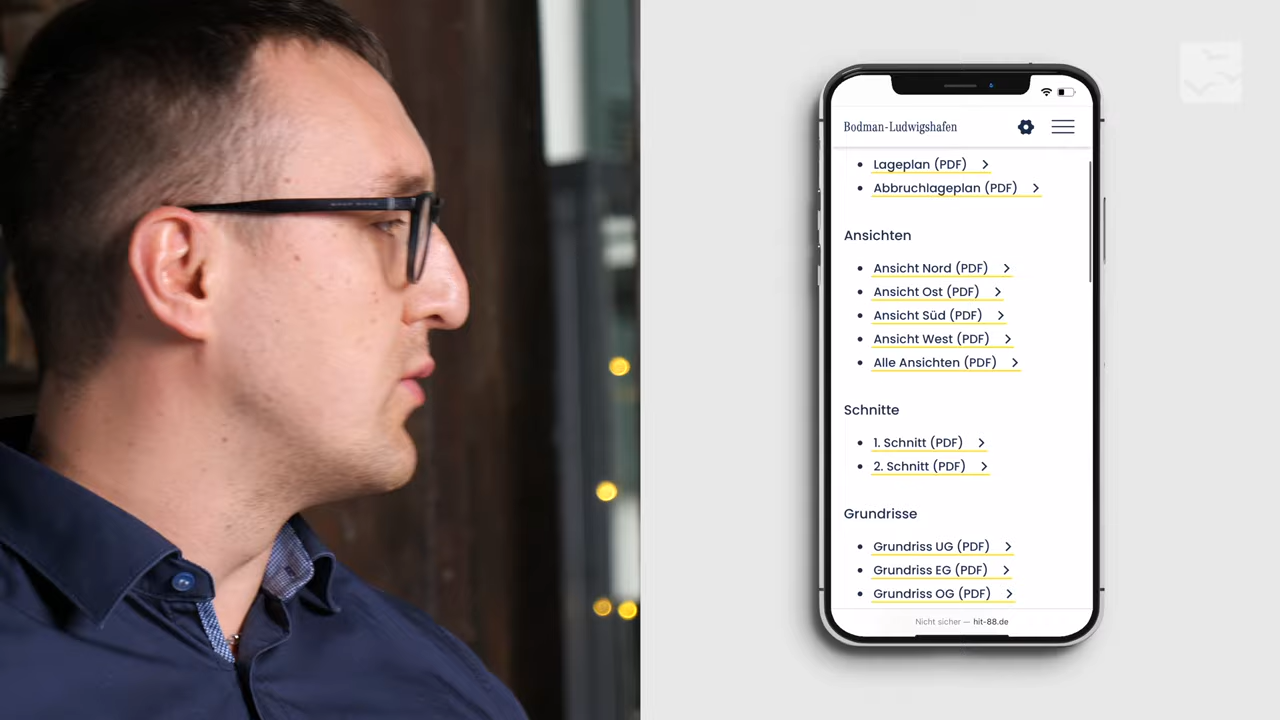 Bodman-Ludwigshafen
Lageplan (PDF)
Abbruchlageplan (PDF)
Ansichten
Ansicht Nord (PDF)
Ansicht Ost (PDF)
Ansicht Süd (PDF)
Ansicht West (PDF)
Alle Ansichten (PDF)
Schnitte
1. Schnitt (PDF)
2. Schnitt (PDF)
Grundrisse
Grundriss UG (PDF)
Grundriss EG (PDF)
Grundriss OG (PDF)
Nicht sicher — hit-88.de